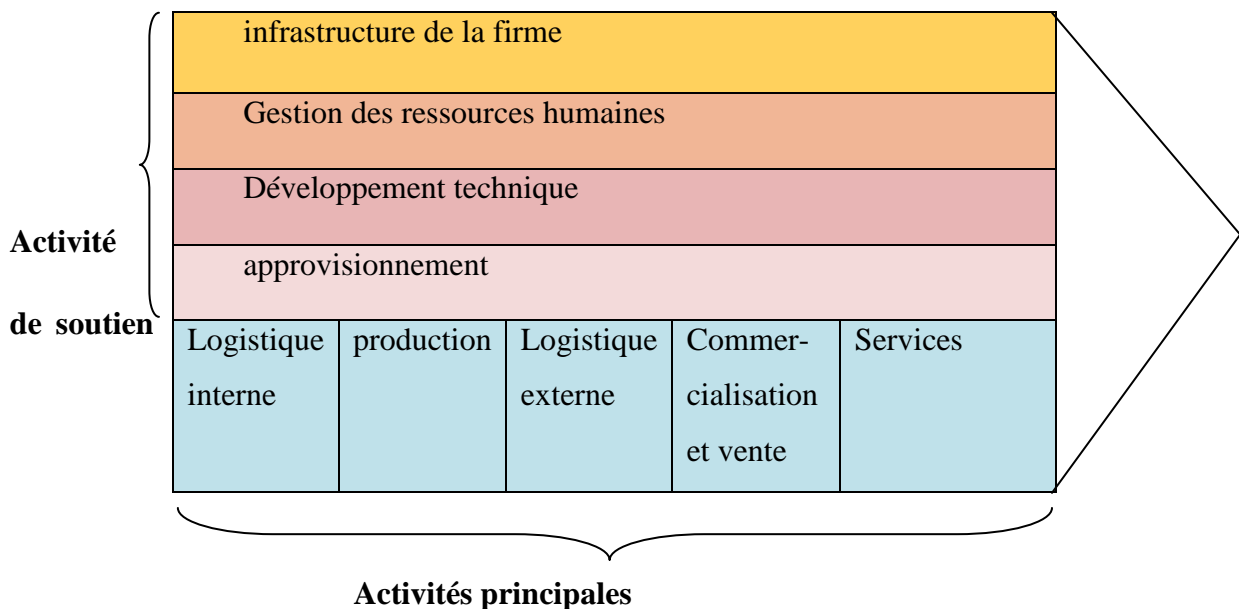 infrastructure de la firme
Gestion des ressources humaines
Développement technique
approvisionnement
Activité
de soutien
Logistique
interne
production
Logistique
externe
Commer-
cialisation
et vente
Services
Activités principales